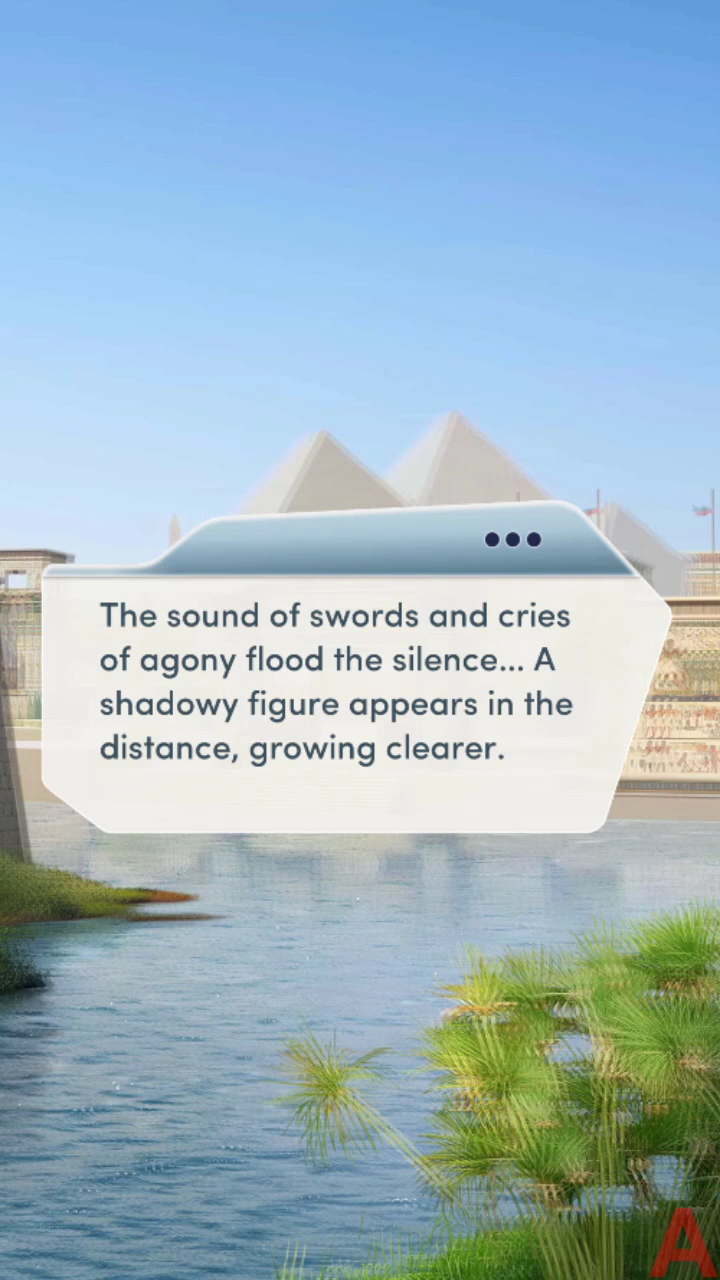 The sound of swords and cries
of agony flood the silence... A
shadowy figure appears in the
distance, growing clearer.
A